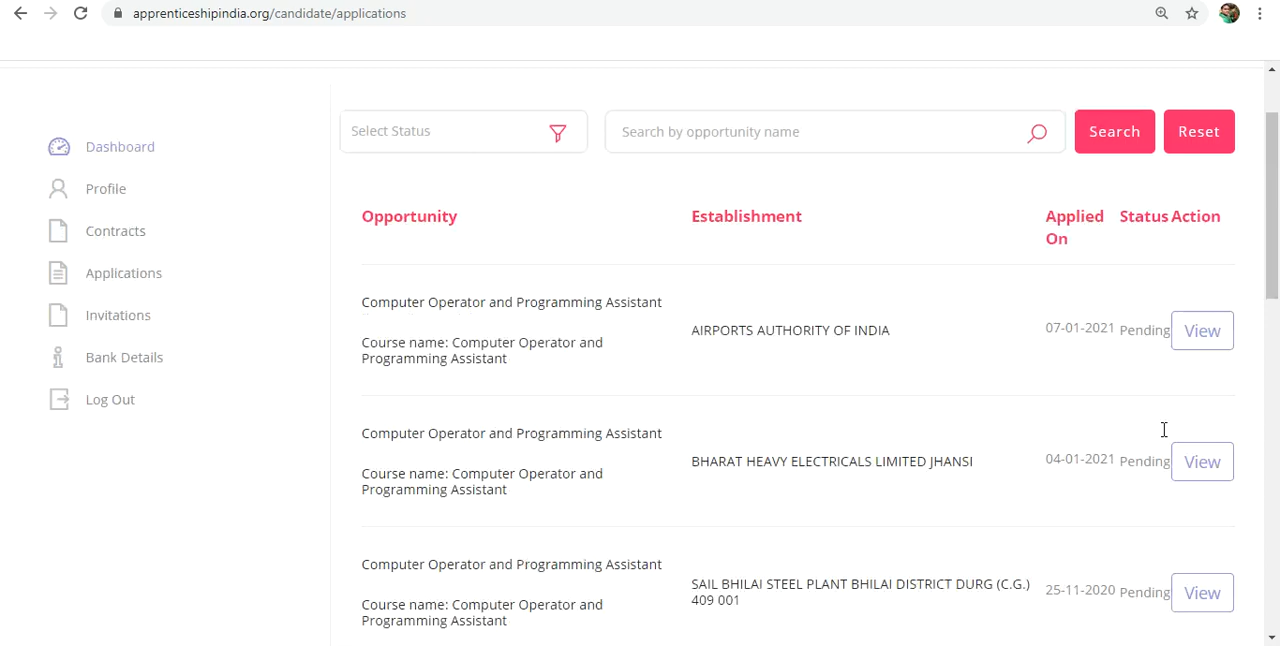 apprenticeshipindia.org/candidate/applications
Select Status
Search by opportunity name
Search
Reset
Dashboard
Profile
Contracts
Applications
Invitations
Bank Details
Log Out
Opportunity
Establishment
Applied
On
Status
Action
Computer Operator and Programming Assistant
Course name: Computer Operator and
Programming Assistant
AIRPORTS AUTHORITY OF INDIA
07-01-2021
Pending
View
Computer Operator and Programming Assistant
Course name: Computer Operator and
Programming Assistant
BHARAT HEAVY ELECTRICALS LIMITED JHANSI
04-01-2021
Pending
View
Computer Operator and Programming Assistant
Course name: Computer Operator and
Programming Assistant
SAIL BHILAI STEEL PLANT BHILAI DISTRICT DURG (C.G.)
409 001
25-11-2020
Pending
View